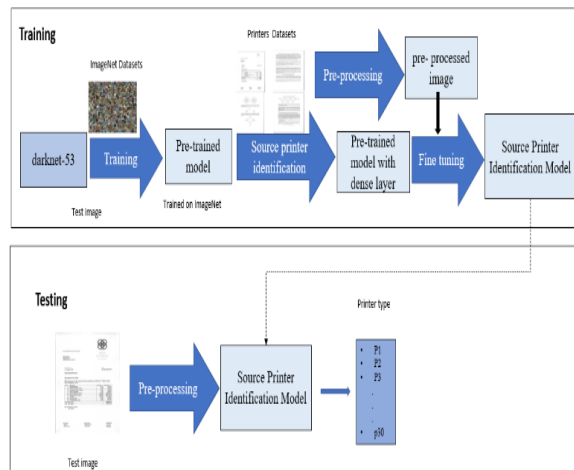 Training
ImageNet Datasets
Printers Datasets
Pre-processing
pre- processed
image
darknet-53
Training
Pre-trained
model
Source printer
identification
Pre-trained
model with
dense layer
Fine tuning
Source Printer
Identification Model
Test image
Trained on ImageNet
Testing
Printer type
Pre-processing
Source Printer
Identification Model
• P1
• P2
• P3
.
.
.
• p30
Test image